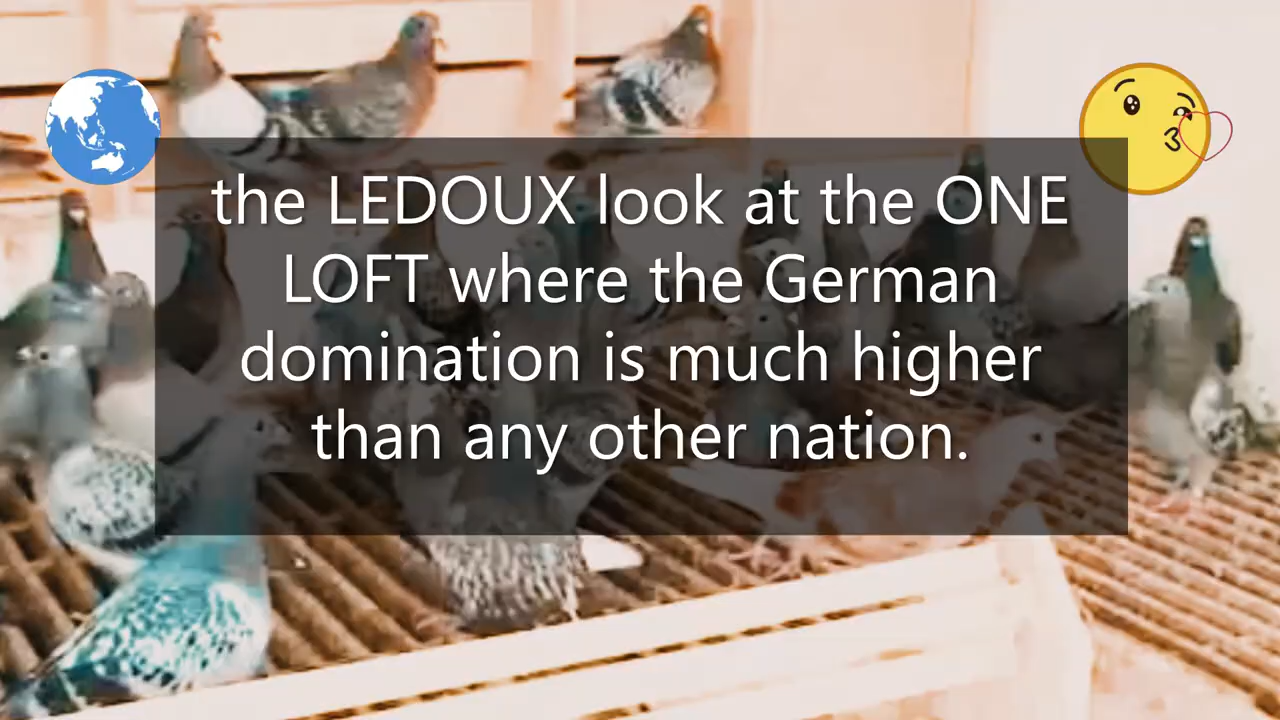 the LEDOUX look at the ONE
LOFT where the German
domination is much higher
than any other nation.